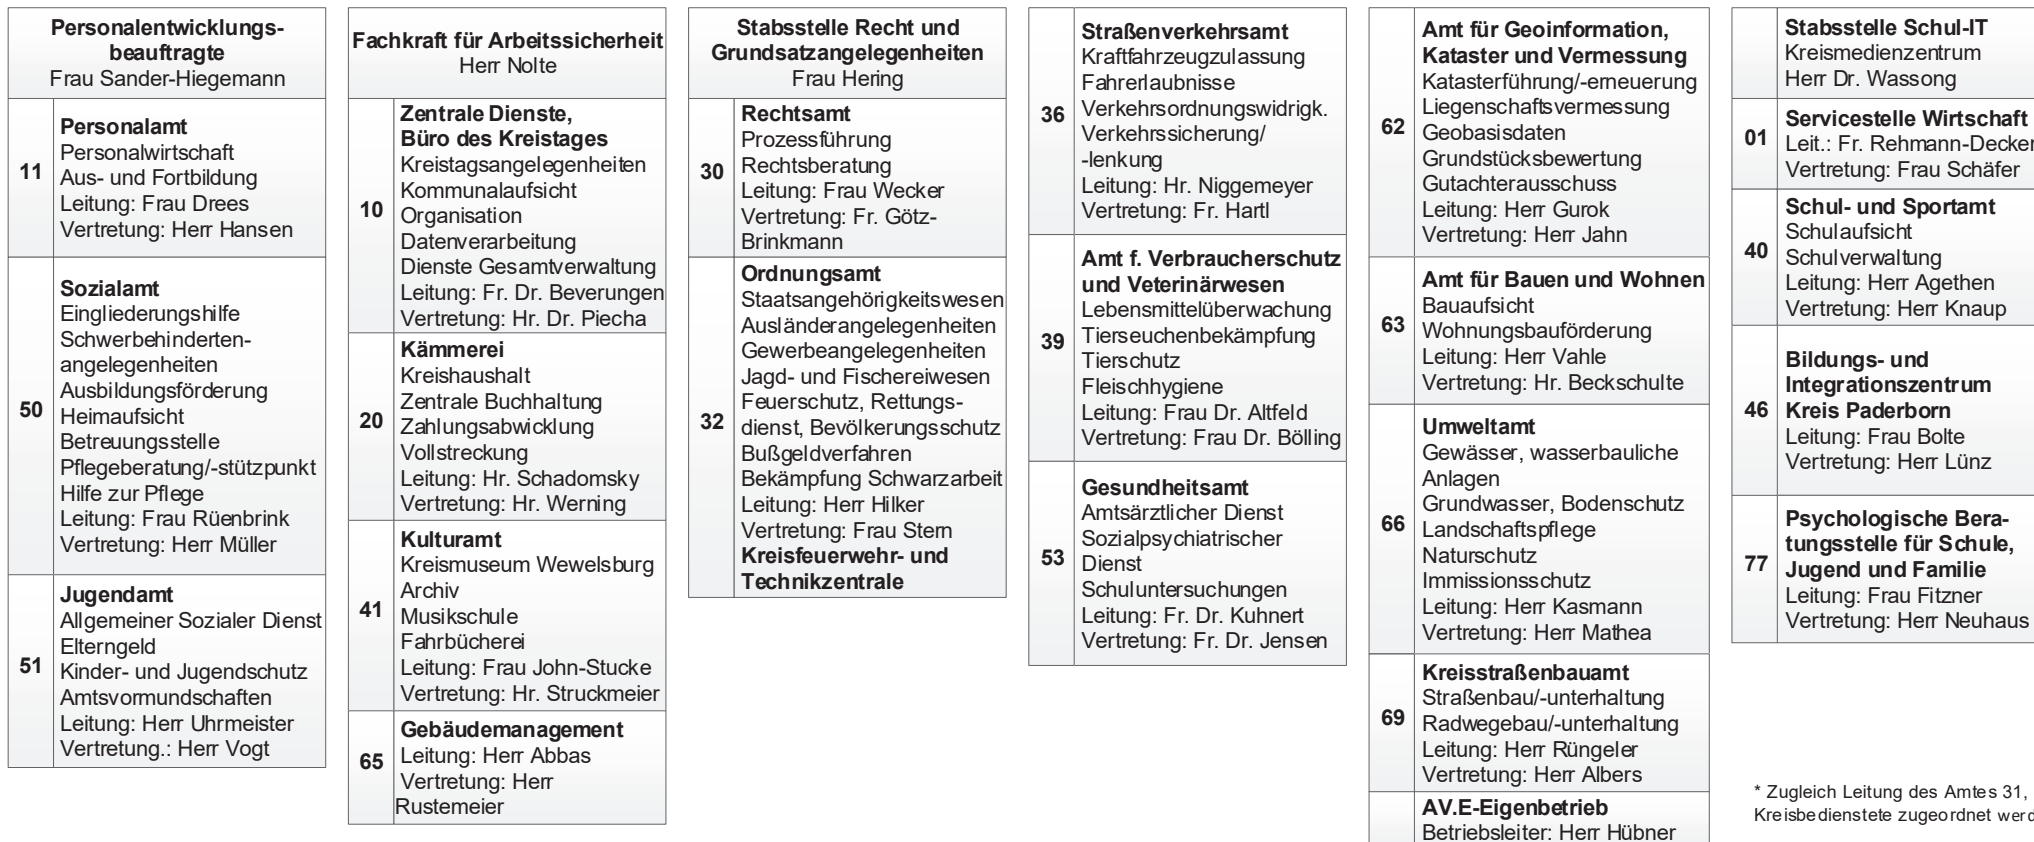 Personalentwicklungs-
beauftragte
Frau Sander-Hiegemann
11
Personalamt
Personalwirtschaft
Aus- und Fortbildung
Leitung: Frau Drees
Vertretung: Herr Hansen
50
Sozialamt
Eingliederungshilfe
Schwerbehinderten-
angelegenheiten
Ausbildungsförderung
Heimaufsicht
Betreuungsstelle
Pflegeberatung/-stützpunkt
Hilfe zur Pflege
Leitung: Frau Rüenbrink
Vertretung: Herr Müller
51
Jugendamt
Allgemeiner Sozialer Dienst
Elterngeld
Kinder- und Jugendschutz
Amtsvormundschaften
Leitung: Herr Uhrmeister
Vertretung.: Herr Vogt
Fachkraft für Arbeitssicherheit
Herr Nolte
10
Zentrale Dienste,
Büro des Kreistages
Kreistagsangelegenheiten
Kommunalaufsicht
Organisation
Datenverarbeitung
Dienste Gesamtverwaltung
Leitung: Fr. Dr. Beverungen
Vertretung: Hr. Dr. Piecha
20
Kämmerei
Kreishaushalt
Zentrale Buchhaltung
Zahlungsabwicklung
Vollstreckung
Leitung: Hr. Schadomsky
Vertretung: Hr. Werning
41
Kulturamt
Kreismuseum Wewelsburg
Archiv
Musikschule
Fahrbücherei
Leitung: Frau John-Stucke
Vertretung: Hr. Struckmeier
65
Gebäudemanagement
Leitung: Herr Abbas
Vertretung: Herr
Rustemeier
Stabsstelle Recht und
Grundsatzangelegenheiten
Frau Hering
30
Rechtsamt
Prozessführung
Rechtsberatung
Leitung: Frau Wecker
Vertretung: Fr. Götz-
Brinkmann
32
Ordnungsamt
Staatsangehörigkeitswesen
Ausländerangelegenheiten
Gewerbeangelegenheiten
Jagd- und Fischereiwesen
Feuerschutz, Rettungs-
dienst, Bevölkerungsschutz
Bußgeldverfahren
Bekämpfung Schwarzarbeit
Leitung: Herr Hilker
Vertretung: Frau Stern
Kreisfeuerwehr- und
Technikzentrale
36
Straßenverkehrsamt
Kraftfahrzeugzulassung
Fahrerlaubnisse
Verkehrsordnungswidrigk.
Verkehrssicherung/
-lenkung
Leitung: Hr. Niggemeyer
Vertretung: Fr. Hartl
39
Amt f. Verbraucherschutz
und Veterinärwesen
Lebensmittelüberwachung
Tierseuchenbekämpfung
Tierschutz
Fleischhygiene
Leitung: Frau Dr. Altfeld
Vertretung: Frau Dr. Bölling
53
Gesundheitsamt
Amtsärztlicher Dienst
Sozialpsychiatrischer
Dienst
Schuluntersuchungen
Leitung: Fr. Dr. Kuhnert
Vertretung: Fr. Dr. Jensen
62
Amt für Geoinformation,
Kataster und Vermessung
Katasterführung/-erneuerung
Liegenschaftsvermessung
Geobasisdaten
Grundstücksbewertung
Gutachterausschuss
Leitung: Herr Gurok
Vertretung: Herr Jahn
63
Amt für Bauen und Wohnen
Bauaufsicht
Wohnungsbauförderung
Leitung: Herr Vahle
Vertretung: Hr. Beckschulte
66
Umweltamt
Gewässer, wasserbauliche
Anlagen
Grundwasser, Bodenschutz
Landschaftspflege
Naturschutz
Immissionsschutz
Leitung: Herr Kasmann
Vertretung: Herr Mathea
69
Kreisstraßenbauamt
Straßenbau/-unterhaltung
Radwegebau/-unterhaltung
Leitung: Herr Rüngeler
Vertretung: Herr Albers
AV.E-Eigenbetrieb
Betriebsleiter: Herr Hübner
Stabsstelle Schul-IT
Kreismedienzentrum
Herr Dr. Wassong
01
Servicestelle Wirtschaft
Leit.: Fr. Rehmann-Decker
Vertretung: Frau Schäfer
40
Schul- und Sportamt
Schulaufsicht
Schulverwaltung
Leitung: Herr Agethen
Vertretung: Herr Knaup
46
Bildungs- und
Integrationszentrum
Kreis Paderborn
Leitung: Frau Bolte
Vertretung: Herr Lünz
77
Psychologische Bera-
tungsstelle für Schule,
Jugend und Familie
Leitung: Frau Fitzner
Vertretung: Herr Neuhaus
* Zugleich Leitung des Amtes 31,
Kreisbedienstete zugeordnet